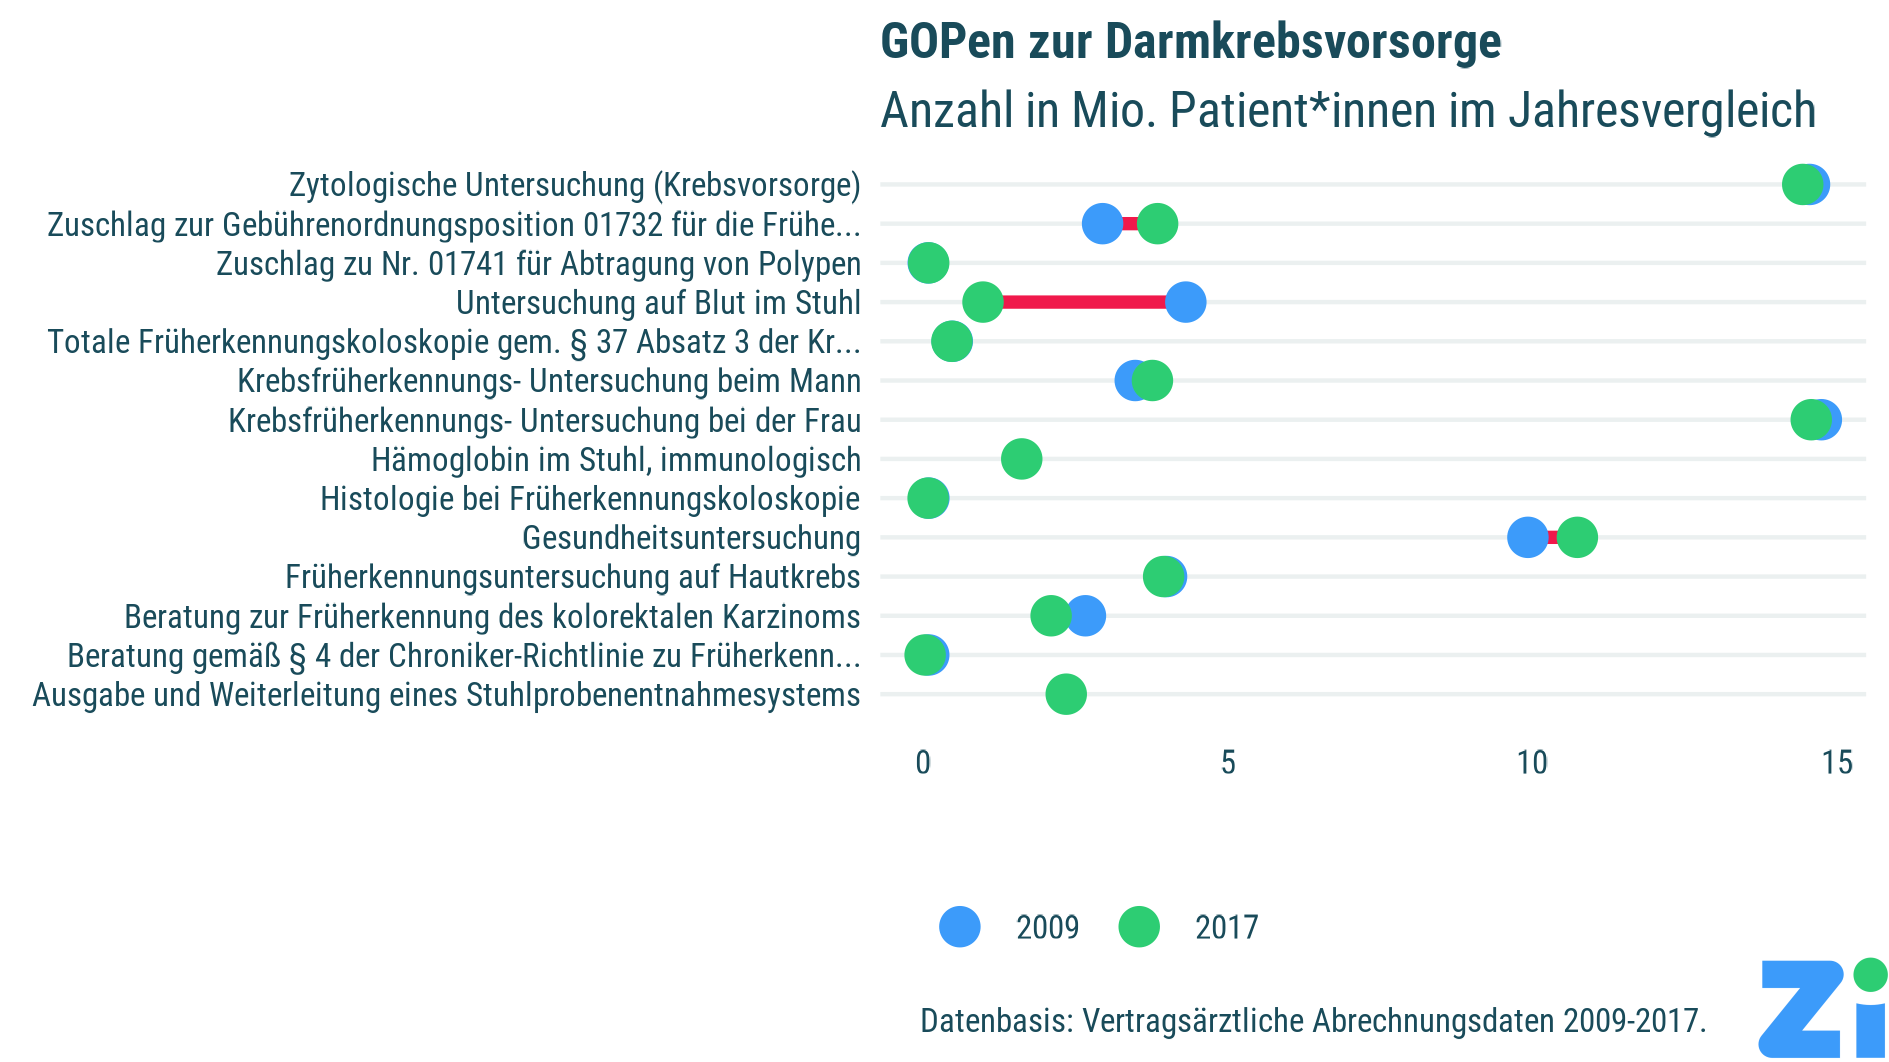 GOPen zur Darmkrebsvorsorge
Anzahl in Mio. Patient*innen im Jahresvergleich
Zytologische Untersuchung (Krebsvorsorge)
Zuschlag zur Gebührenordnungsposition 01732 für die Frühe...
Zuschlag zu Nr. 01741 für Abtragung von Polypen
Untersuchung auf Blut im Stuhl
Totale Früherkennungskoloskopie gem. § 37 Absatz 3 der Kr...
Krebsfrüherkennungs- Untersuchung beim Mann
Krebsfrüherkennungs- Untersuchung bei der Frau
Hämoglobin im Stuhl, immunologisch
Histologie bei Früherkennungskoloskopie
Gesundheitsuntersuchung
Früherkennungsuntersuchung auf Hautkrebs
Beratung zur Früherkennung des kolorektalen Karzinoms
Beratung gemäß § 4 der Chroniker-Richtlinie zu Früherkenn...
Ausgabe und Weiterleitung eines Stuhlprobenentnahmesystems
0 5 10 15
2009 2017
Datenbasis: Vertragsärztliche Abrechnungsdaten 2009-2017.
zi